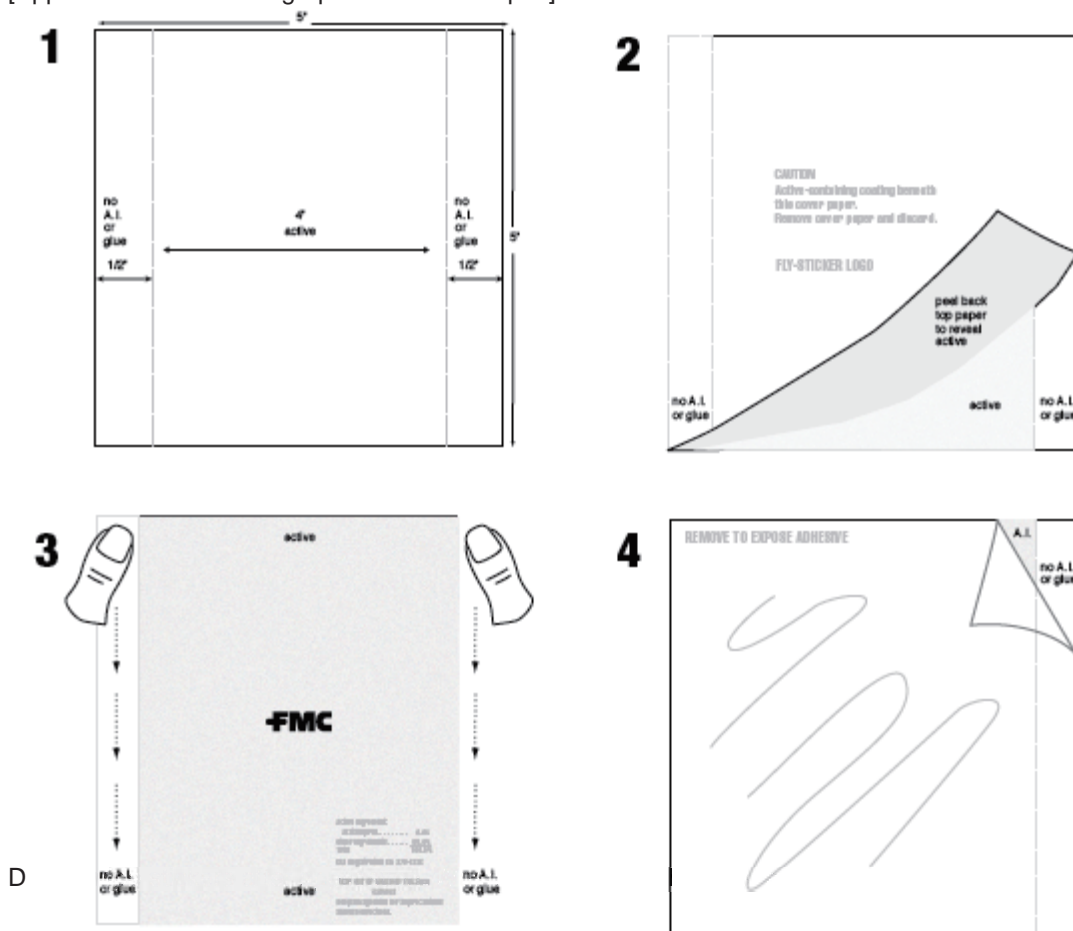 1
5"
no
A.I.
or
glue
1/2"
4"
active
no
A.I.
or
glue
1/2"
5"
2
CAUTION
Active-containing coating beneath
this cover paper.
Remove cover paper and discard.
FLY-STICKER LOGO
peel back
top paper
to reveal
active
no A.I.
or glue
active
no A.I.
or glue
3
active
FMC
no A.I.
or glue
active
no A.I.
or glue
4
REMOVE TO EXPOSE ADHESIVE
A.I.
no A.I.
or glue
D